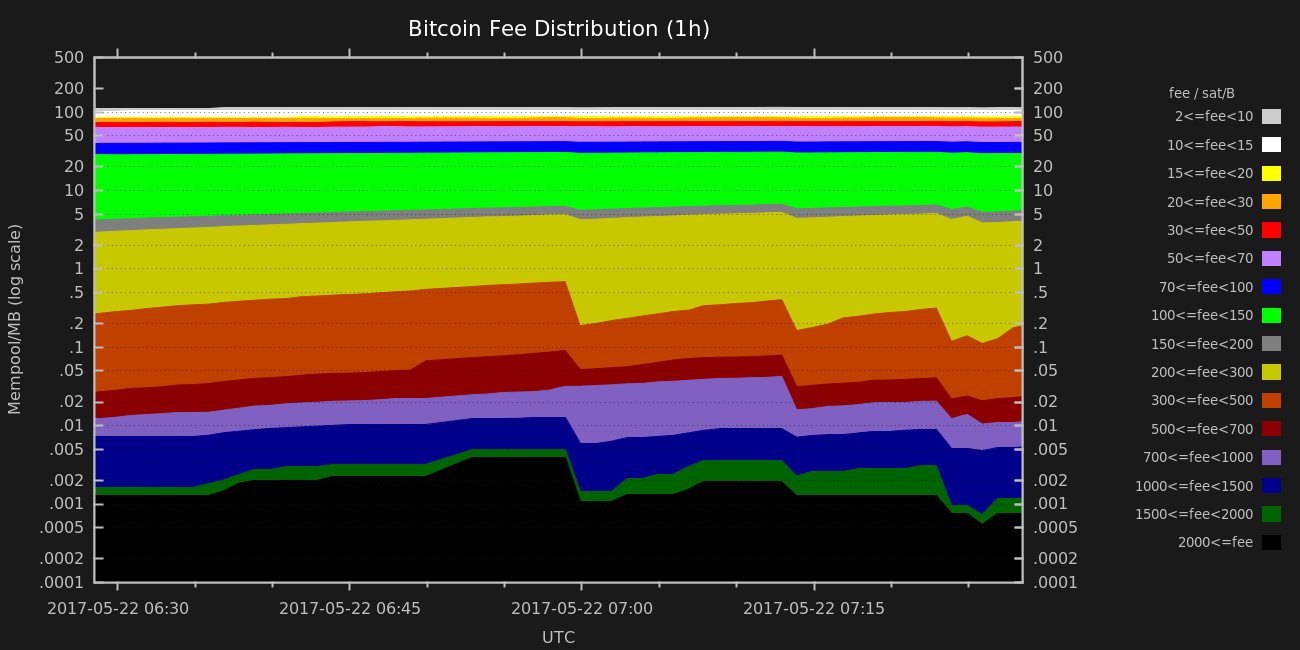 Bitcoin Fee Distribution (1h)
Mempool/MB (log scale)
500
200
100
50
20
10
5
2
1
.5
.2
.1
.05
.02
.01
.005
.002
.001
.0005
.0002
.0001
500
200
100
50
20
10
5
2
1
.5
.2
.1
.05
.02
.01
.005
.002
.001
.0005
.0002
.0001
2017-05-22 06:30
2017-05-22 06:45
2017-05-22 07:00
2017-05-22 07:15
UTC
fee / sat/B
2<=fee<10
10<=fee<15
15<=fee<20
20<=fee<30
30<=fee<50
50<=fee<70
70<=fee<100
100<=fee<150
150<=fee<200
200<=fee<300
300<=fee<500
500<=fee<700
700<=fee<1000
1000<=fee<1500
1500<=fee<2000
2000<=fee